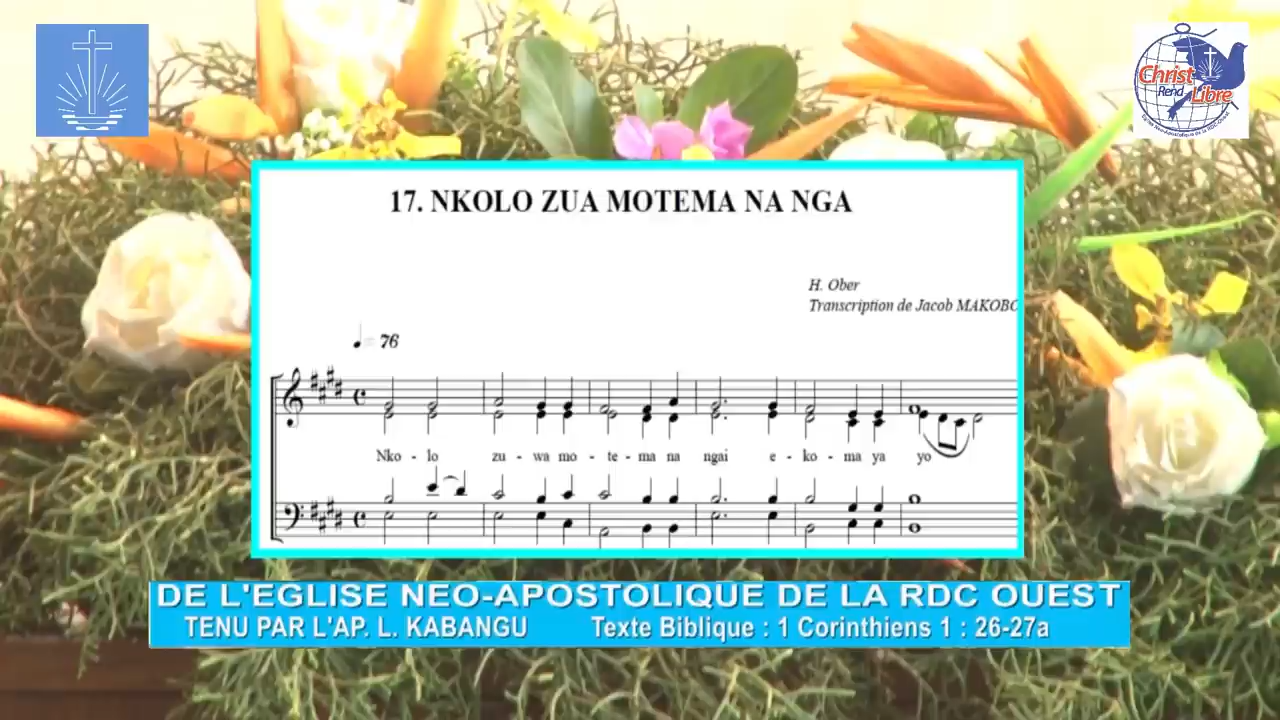 Christ
Rend
Libre
17. NKOLO ZUA MOTEMA NA NGA
H. Ober
Transcription de Jacob MAKOBO
76
Nko - lo zu - wa mo - te - ma na ngai e - ko - ma ya yo
DE L'EGLISE NEO-APOSTOLIQUE DE LA RDC OUEST
TENU PAR L'AP. L. KABANGU Texte Biblique : 1 Corinthiens 1 : 26-27a